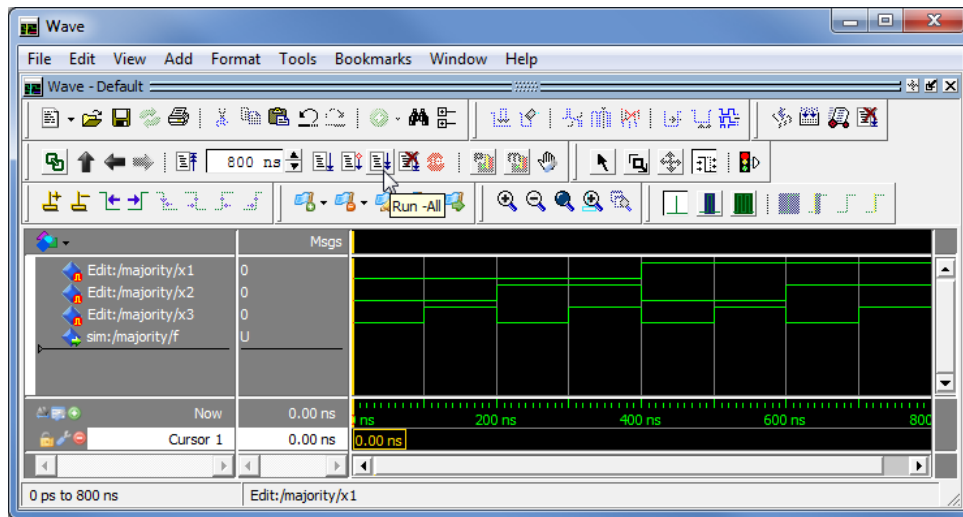 Wave
File Edit View Add Format Tools Bookmarks Window Help
Wave - Default
800 ns
Run -All
Msgs
Edit:/majority/x1 0
Edit:/majority/x2 0
Edit:/majority/x3 0
sim:/majority/f U
Now 0.00 ns
ns 200 ns 400 ns 600 ns 800
Cursor 1 0.00 ns 0.00 ns
0 ps to 800 ns Edit:/majority/x1